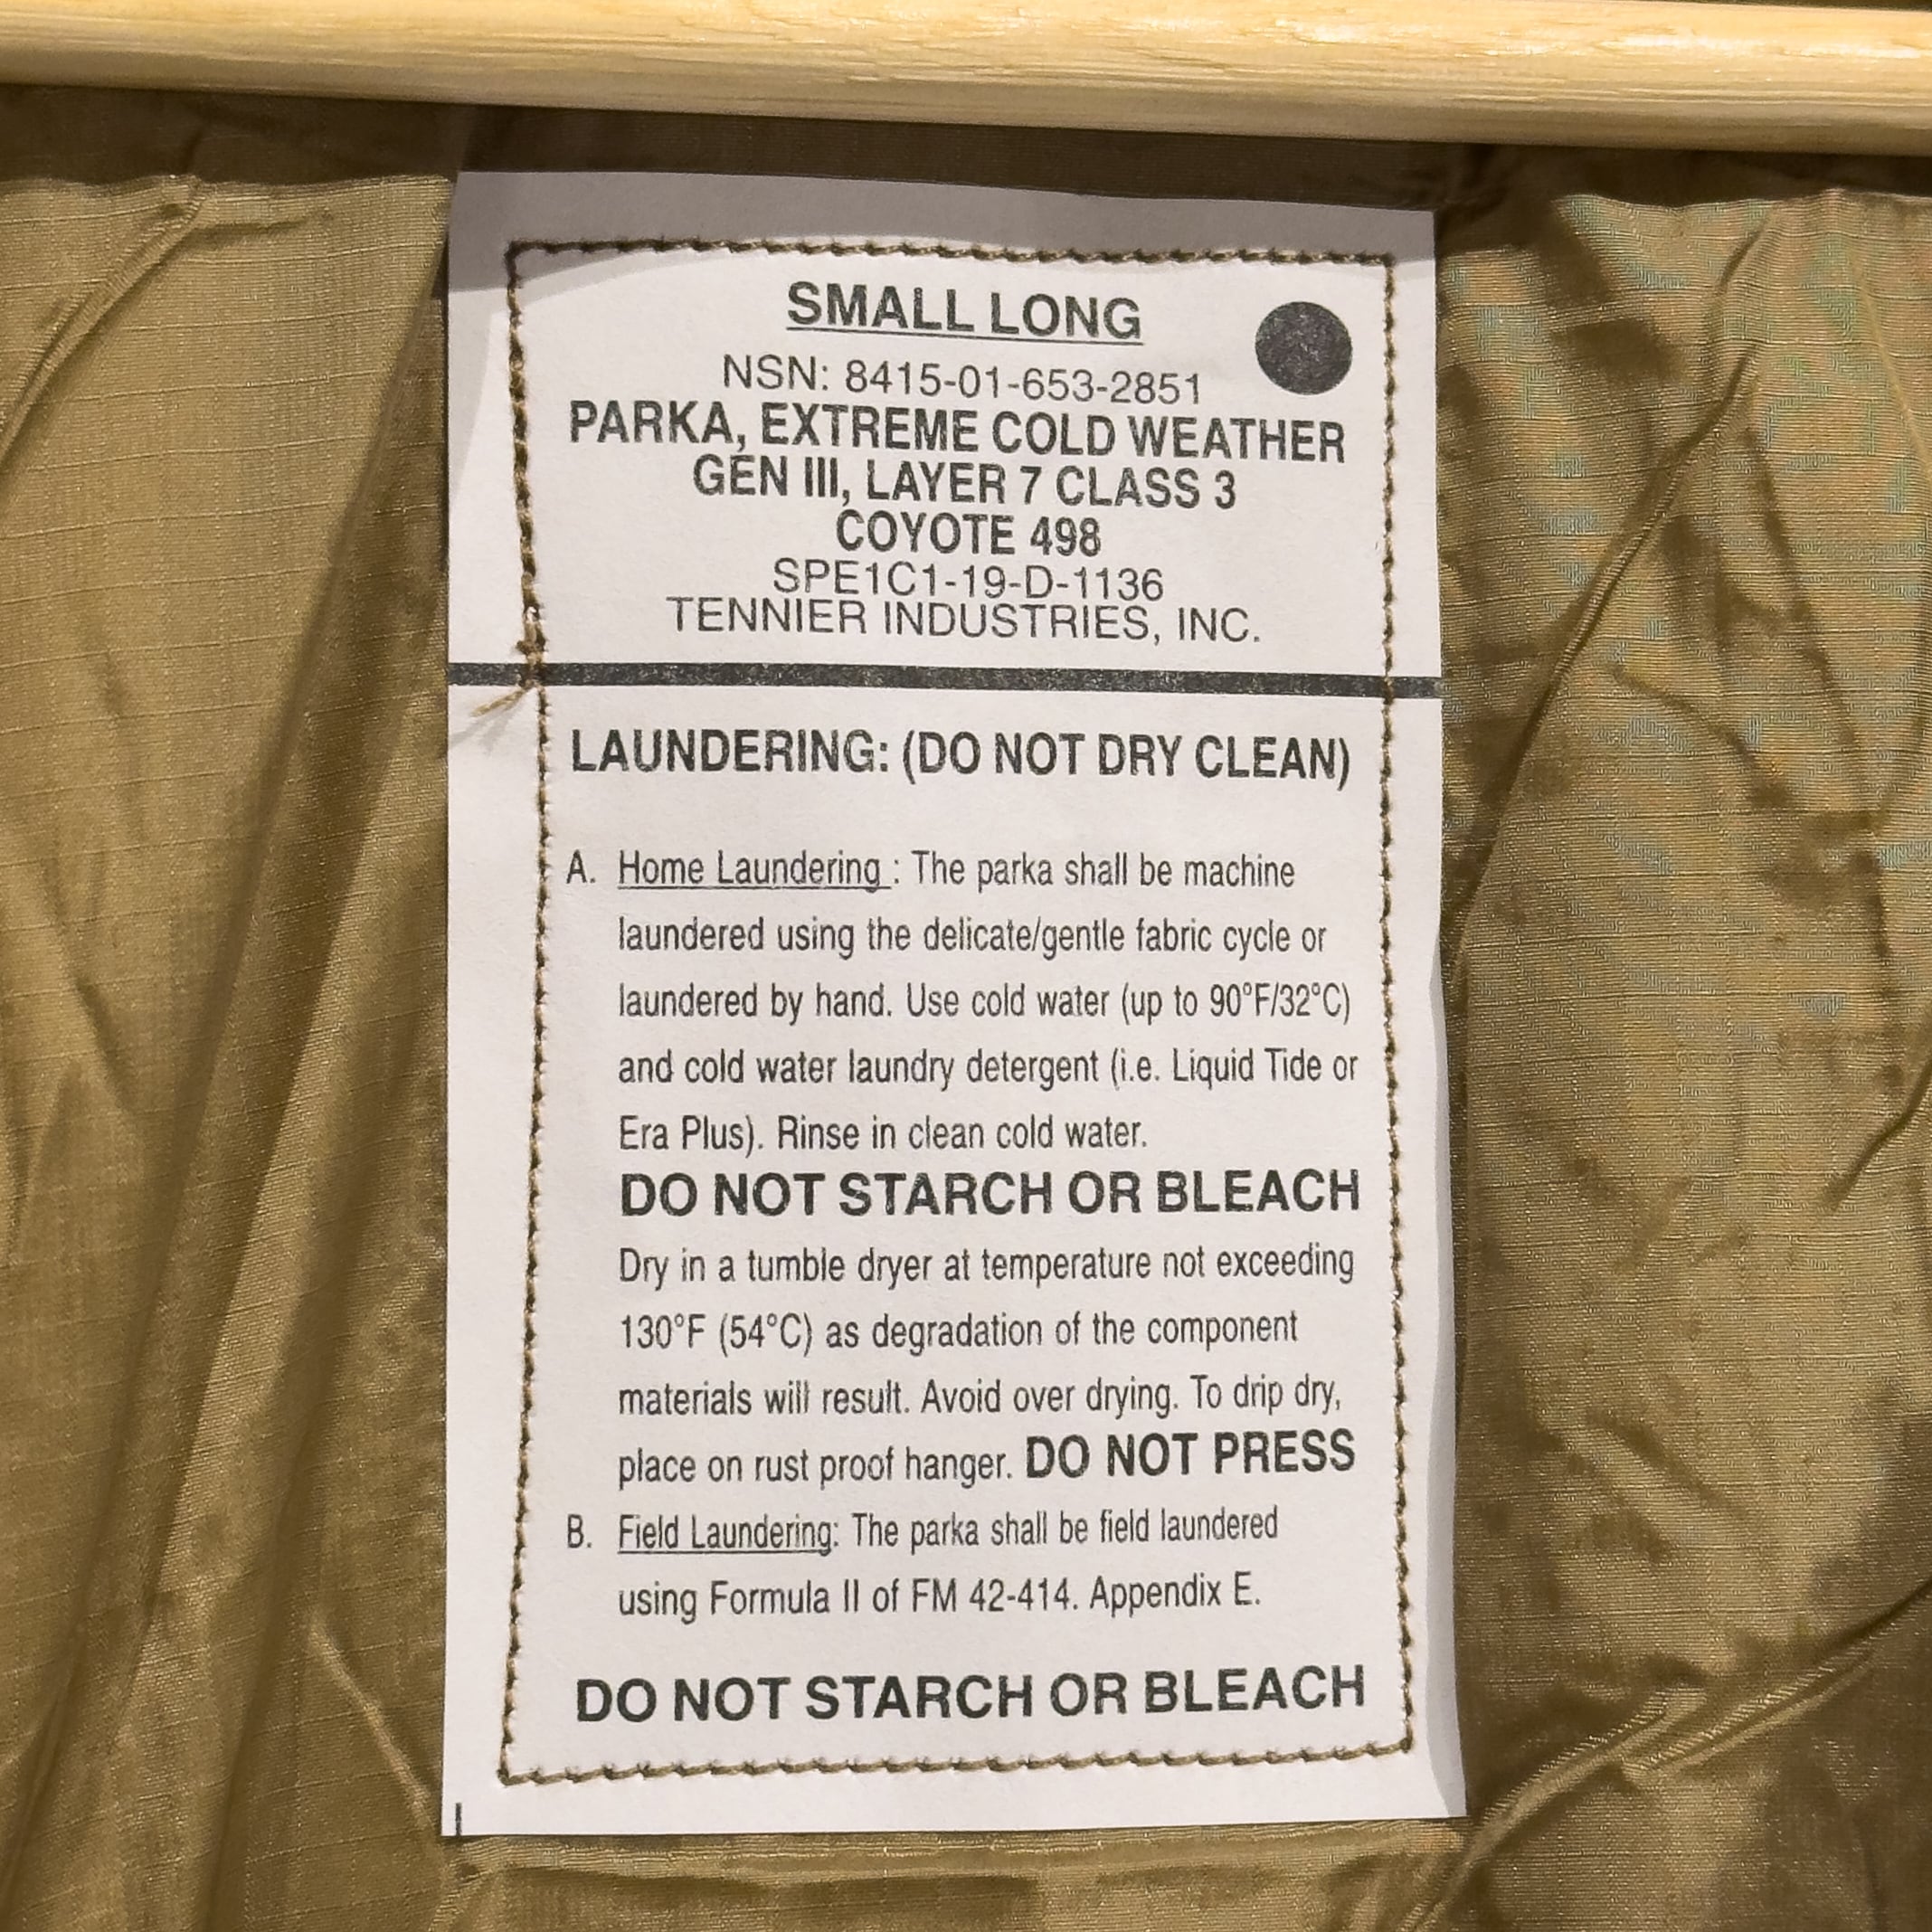 SMALL LONG
NSN: 8415-01-653-2851
PARKA, EXTREME COLD WEATHER
GEN III, LAYER 7 CLASS 3
COYOTE 498
SPE1C1-19-D-1136
TENNIER INDUSTRIES, INC.
LAUNDERING: (DO NOT DRY CLEAN)
A. Home Laundering : The parka shall be machine
laundered using the delicate/gentle fabric cycle or
laundered by hand. Use cold water (up to 90°F/32°C)
and cold water laundry detergent (i.e. Liquid Tide or
Era Plus). Rinse in clean cold water.
DO NOT STARCH OR BLEACH
Dry in a tumble dryer at temperature not exceeding
130°F (54°C) as degradation of the component
materials will result. Avoid over drying. To drip dry,
place on rust proof hanger. DO NOT PRESS
B. Field Laundering: The parka shall be field laundered
using Formula II of FM 42-414. Appendix E.
DO NOT STARCH OR BLEACH